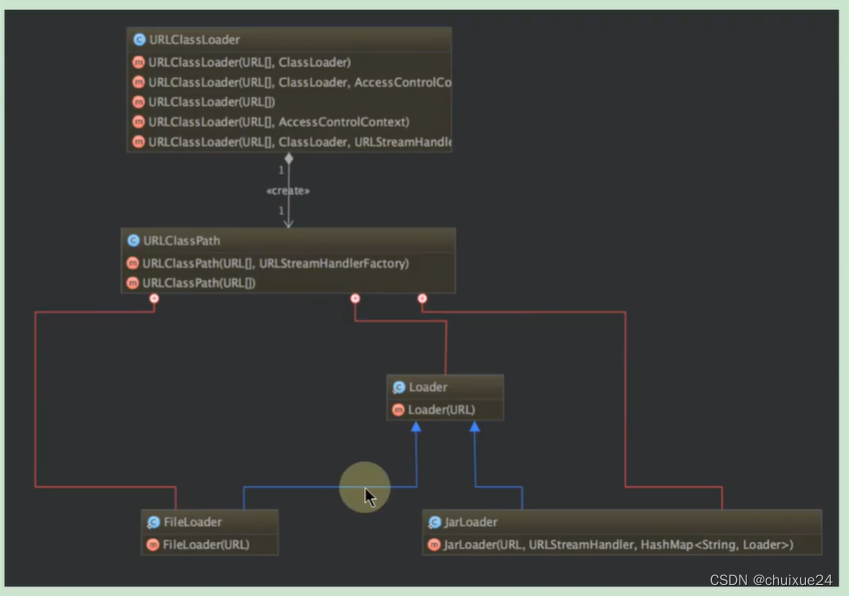 URLClassLoader
URLClassLoader(URL[], ClassLoader)
URLClassLoader(URL[], ClassLoader, AccessControlCo
URLClassLoader(URL[])
URLClassLoader(URL[], AccessControlContext)
URLClassLoader(URL[], ClassLoader, URLStreamHandle
1
«create»
1
URLClassPath
URLClassPath(URL[], URLStreamHandlerFactory)
URLClassPath(URL[])
Loader
Loader(URL)
FileLoader
FileLoader(URL)
JarLoader
JarLoader(URL, URLStreamHandler, HashMap<String, Loader>)
CSDN @chuixue24